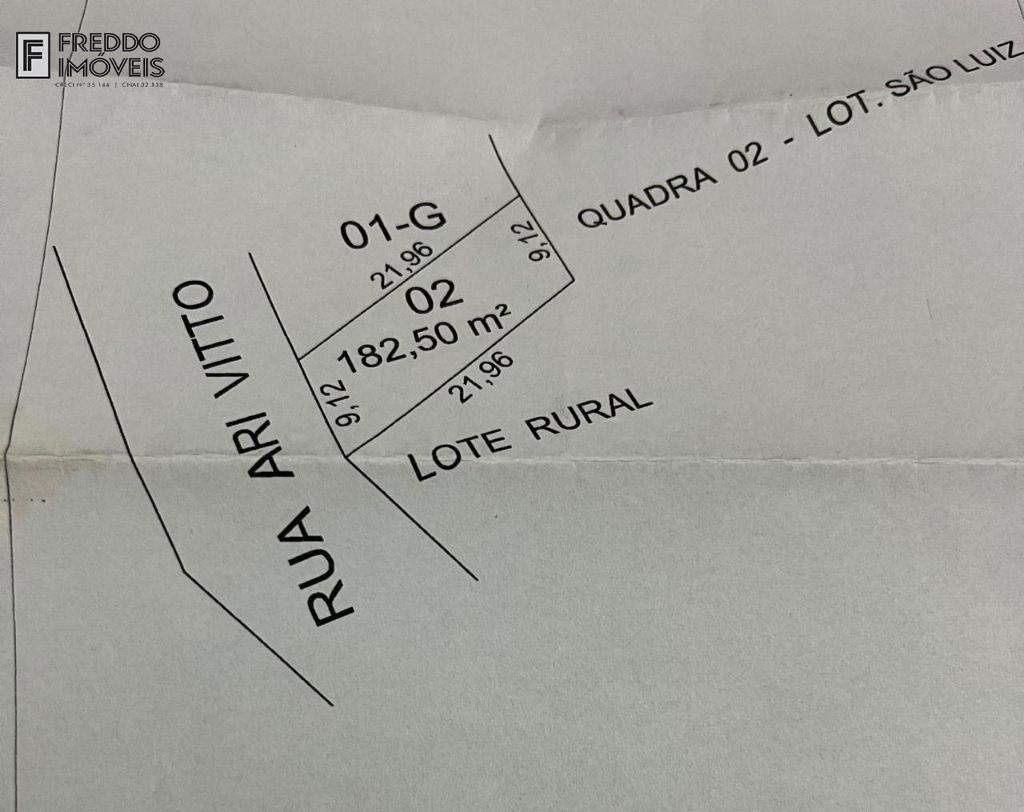 FREDDO
IMÓVEIS
QUADRA 02 - LOT. SÃO LUIZ
01-G
21,96
9,12
02
182,50 m²
9,12
21,96
RUA ARI VITTO
LOTE RURAL